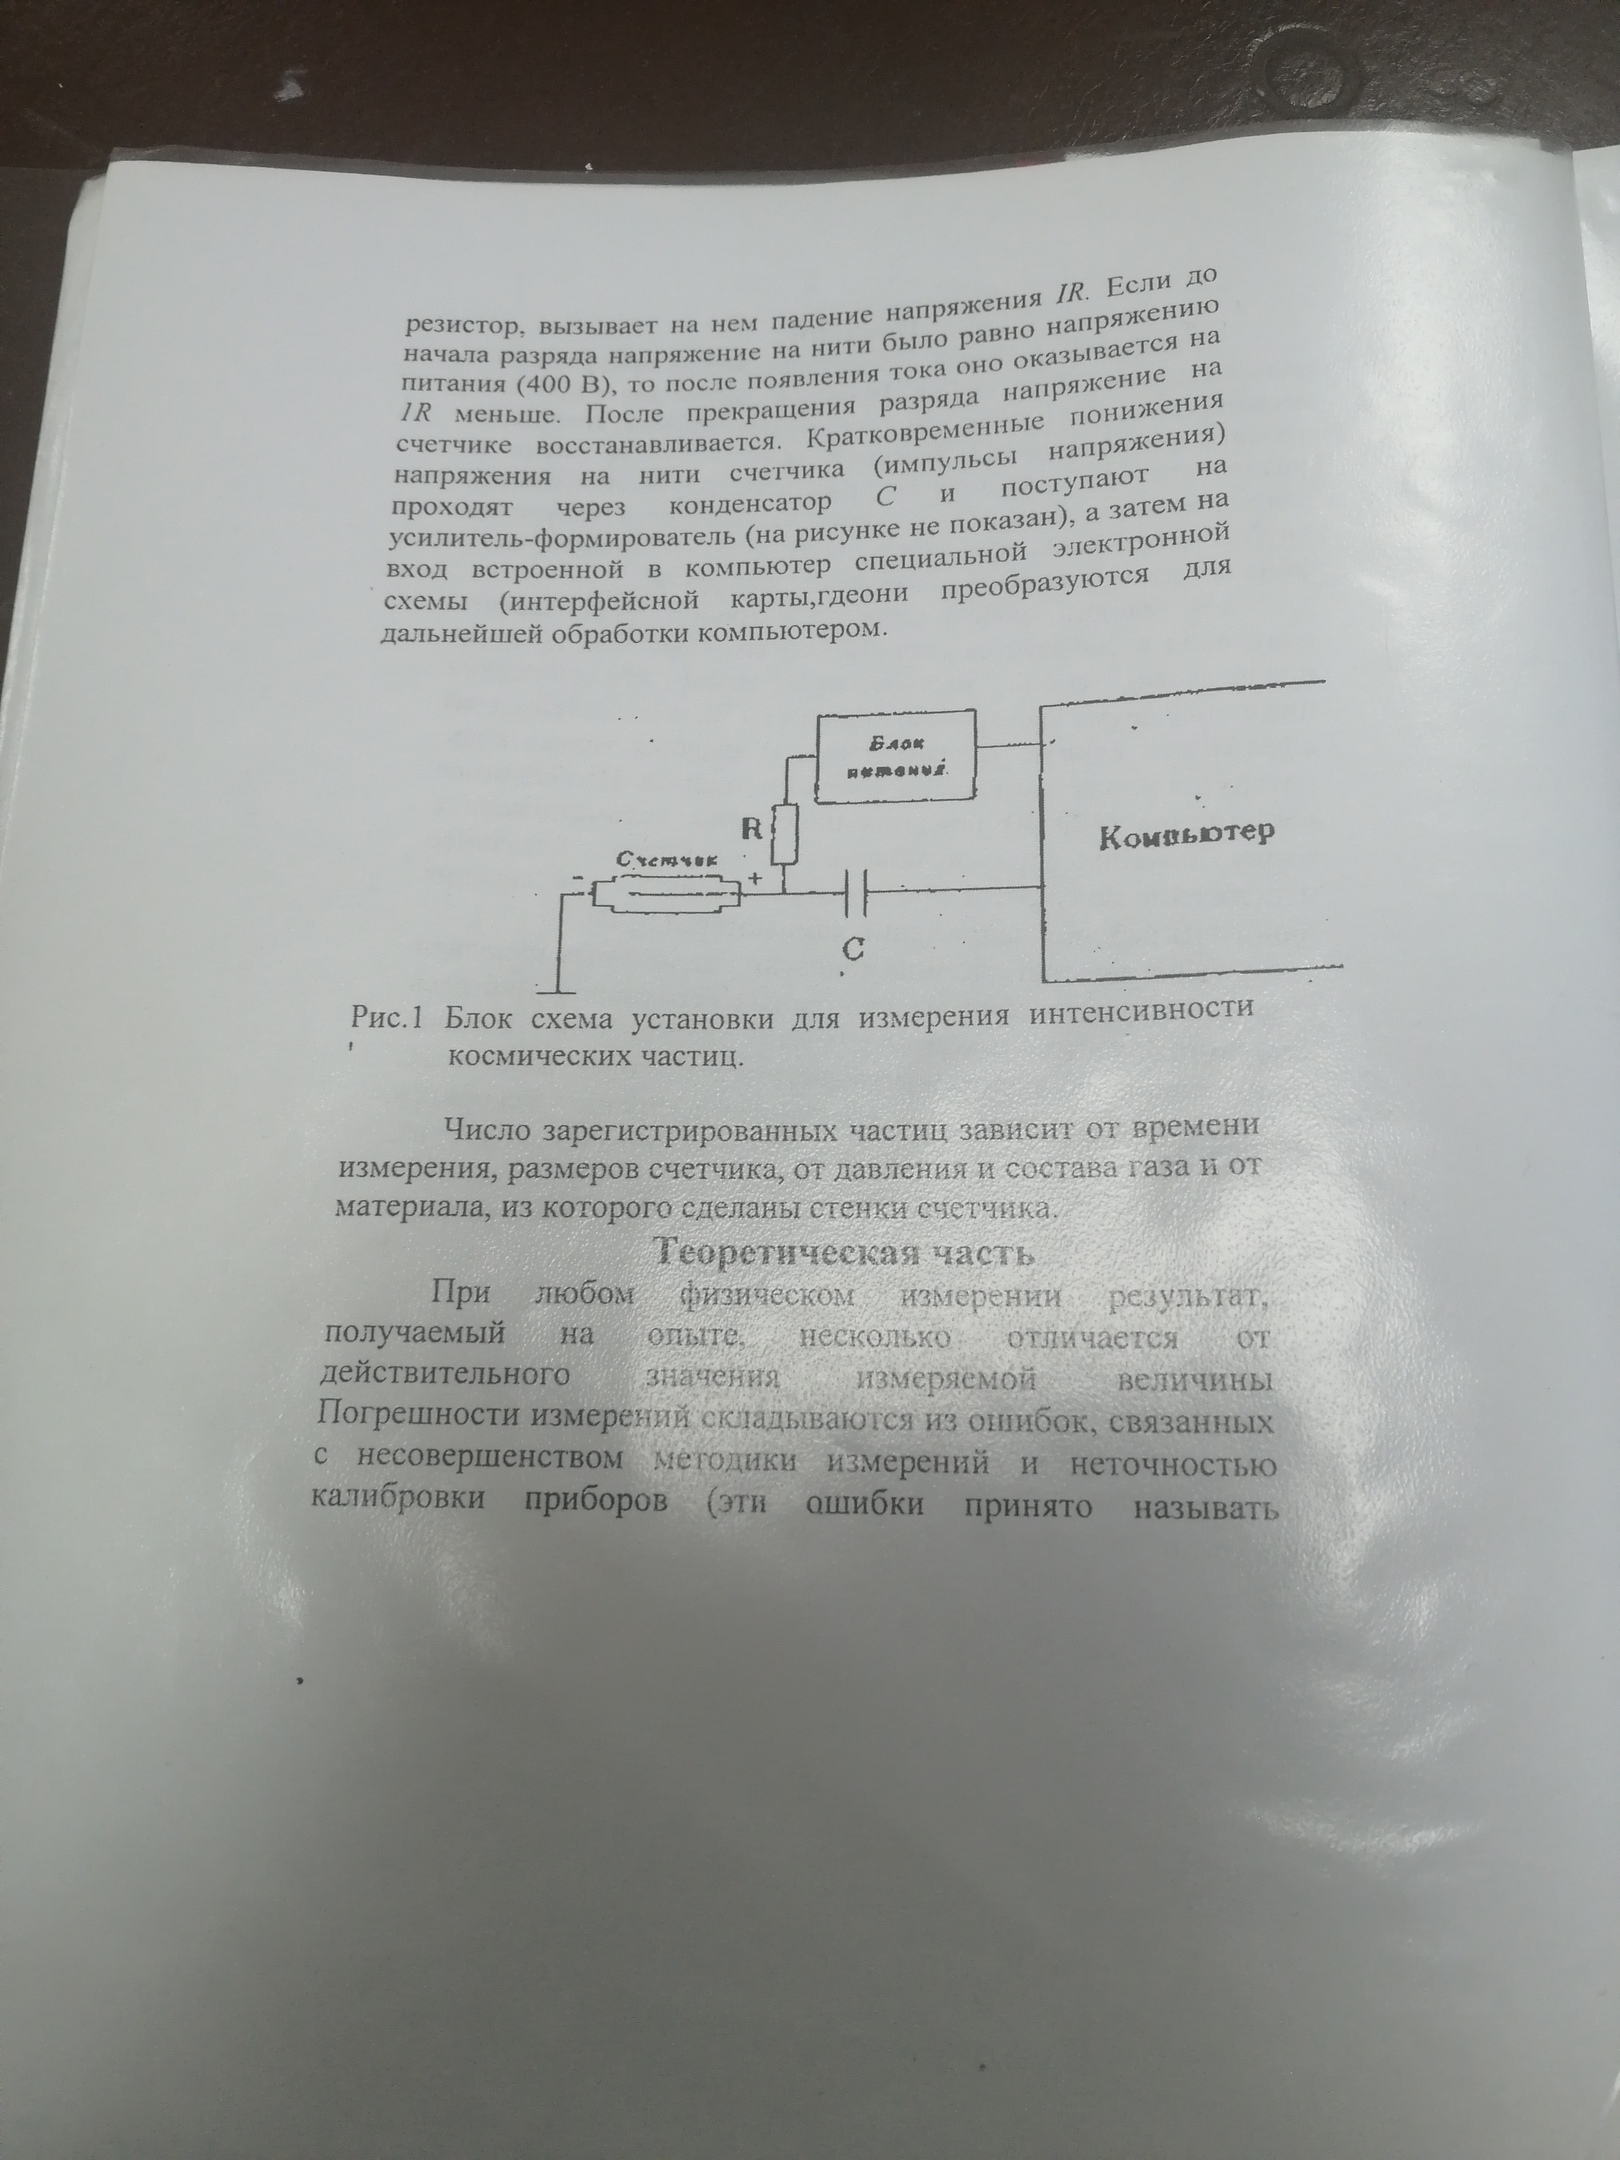 резистор, вызывает на нем падение напряжения IR. Если до
начала разряда напряжение на нити было равно напряжению
питания (400 В), то после появления тока оно оказывается на
IR меньше. После прекращения разряда напряжение на
счетчике восстанавливается. Кратковременные понижения
напряжения на нити счетчика (импульсы напряжения)
проходят через конденсатор С и поступают на
усилитель-формирователь (на рисунке не показан), а затем на
вход встроенной в компьютер специальной электронной
схемы (интерфейсной карты,гдеони преобразуются для
дальнейшей обработки компьютером.
Блок
питания
R
Компьютер
Счетчик
- +
С
Рис.1 Блок схема установки для измерения интенсивности
космических частиц.
Число зарегистрированных частиц зависит от времени
измерения, размеров счетчика, от давления и состава газа и от
материала, из которого сделаны стенки счетчика.
Теоретическая часть
При любом физическом измерении результат,
получаемый на опыте, несколько отличается от
действительного значения измеряемой величины
Погрешности измерений складываются из ошибок, связанных
с несовершенством методики измерений и неточностью
калибровки приборов (эти ошибки принято называть